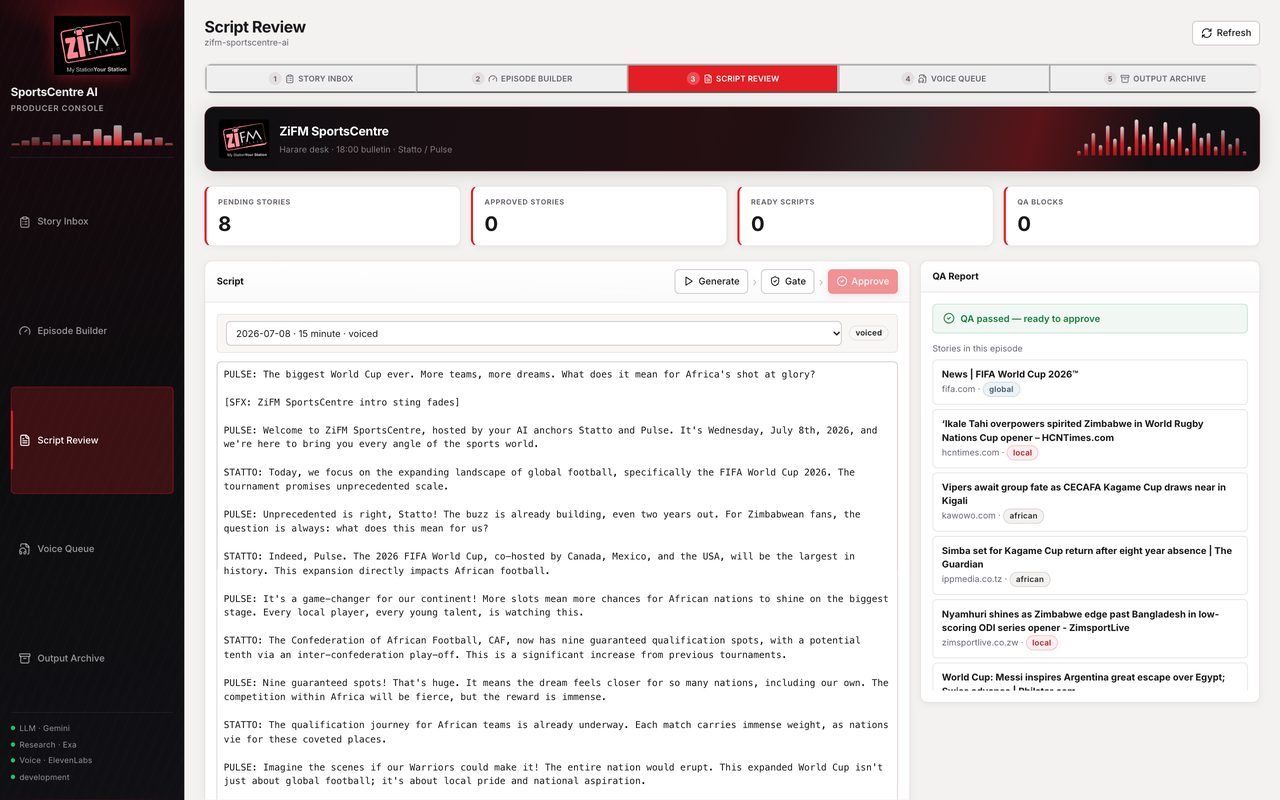 ZiFM
STEREO
My Station Your Station
SportsCentre AI
PRODUCER CONSOLE
Story Inbox
Episode Builder
Script Review
Voice Queue
Output Archive
LLM · Gemini
Research · Exa
Voice · ElevenLabs
development
Script Review
zifm-sportscentre-ai
Refresh
1 STORY INBOX
2 EPISODE BUILDER
3 SCRIPT REVIEW
4 VOICE QUEUE
5 OUTPUT ARCHIVE
ZiFM
My Station Your Station
ZiFM SportsCentre
Harare desk · 18:00 bulletin · Statto / Pulse
PENDING STORIES
8
APPROVED STORIES
0
READY SCRIPTS
0
QA BLOCKS
0
Script
Generate › Gate › Approve
2026-07-08 · 15 minute · voiced
voiced
PULSE: The biggest World Cup ever. More teams, more dreams. What does it mean for Africa's shot at glory?
[SFX: ZiFM SportsCentre intro sting fades]
PULSE: Welcome to ZiFM SportsCentre, hosted by your AI anchors Statto and Pulse. It's Wednesday, July 8th, 2026, and
we're here to bring you every angle of the sports world.
STATTO: Today, we focus on the expanding landscape of global football, specifically the FIFA World Cup 2026. The
tournament promises unprecedented scale.
PULSE: Unprecedented is right, Statto! The buzz is already building, even two years out. For Zimbabwean fans, the
question is always: what does this mean for us?
STATTO: Indeed, Pulse. The 2026 FIFA World Cup, co-hosted by Canada, Mexico, and the USA, will be the largest in
history. This expansion directly impacts African football.
PULSE: It's a game-changer for our continent! More slots mean more chances for African nations to shine on the biggest
stage. Every local player, every young talent, is watching this.
STATTO: The Confederation of African Football, CAF, now has nine guaranteed qualification spots, with a potential
tenth via an inter-confederation play-off. This is a significant increase from previous tournaments.
PULSE: Nine guaranteed spots! That's huge. It means the dream feels closer for so many nations, including our own. The
competition within Africa will be fierce, but the reward is immense.
STATTO: The qualification journey for African teams is already underway. Each match carries immense weight, as nations
vie for these coveted places.
PULSE: Imagine the scenes if our Warriors could make it! The entire nation would erupt. This expanded World Cup isn't
just about global football; it's about local pride and national aspiration.
QA Report
QA passed — ready to approve
Stories in this episode
News | FIFA World Cup 2026™
fifa.com · global
‘Ikale Tahi overpowers spirited Zimbabwe in World Rugby
Nations Cup opener – HCNTimes.com
hcntimes.com · local
Vipers await group fate as CECAFA Kagame Cup draws near in
Kigali
kawowo.com · african
Simba set for Kagame Cup return after eight year absence | The
Guardian
ippmedia.co.tz · african
Nyamhuri shines as Zimbabwe edge past Bangladesh in low-
scoring ODI series opener - ZimsportLive
zimsportlive.co.zw · local
World Cup: Messi inspires Argentina great escape over Egypt;
Swiss advance | Philstar.com